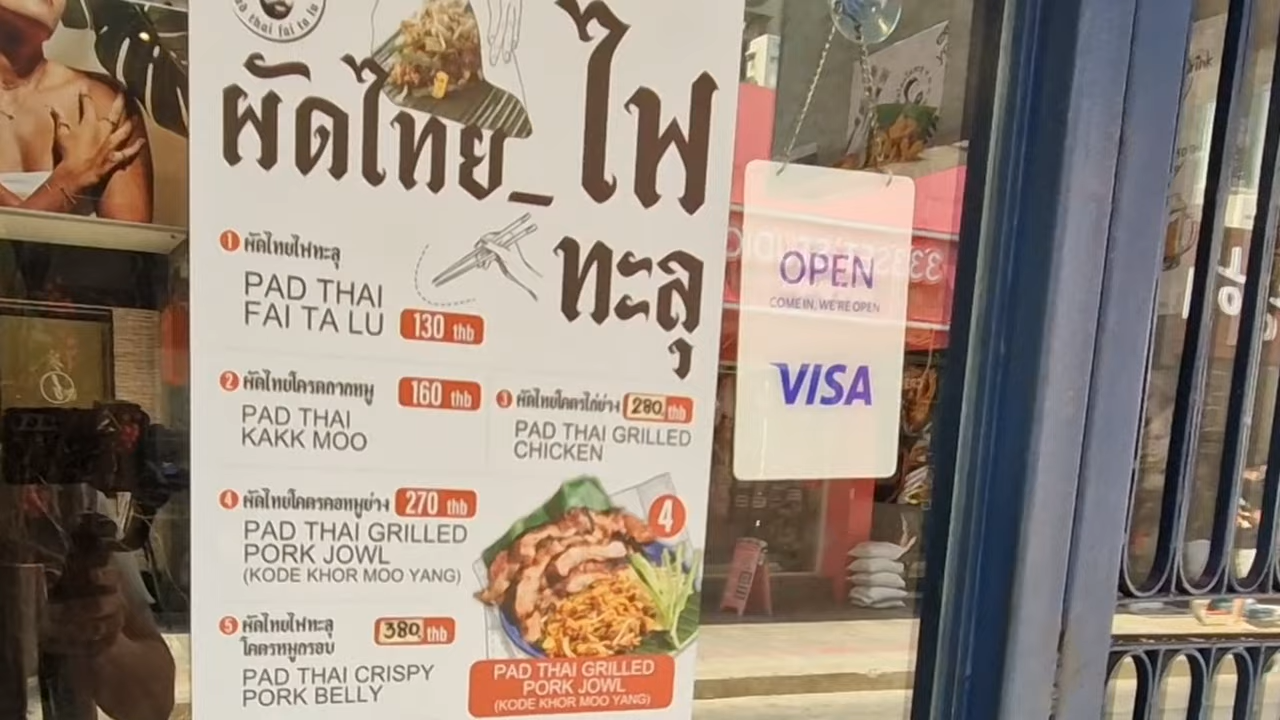 pad thai fai ta lu
ผัดไทย_ไฟ
ทะลุ
1 ผัดไทยไฟทะลุ
PAD THAI
FAI TA LU 130 thb
2 ผัดไทยโคตรกากหมู 160 thb
PAD THAI
KAKK MOO
3 ผัดไทยโคตรไก่ย่าง 280 thb
PAD THAI GRILLED
CHICKEN
4 ผัดไทยโคตรคอหมูย่าง 270 thb
PAD THAI GRILLED
PORK JOWL
(KODE KHOR MOO YANG)
5 ผัดไทยไฟทะลุ
โคตรหมูกรอบ 380 thb
PAD THAI CRISPY
PORK BELLY
4
PAD THAI GRILLED
PORK JOWL
(KODE KHOR MOO YANG)
OPEN
COME IN, WE'RE OPEN
VISA